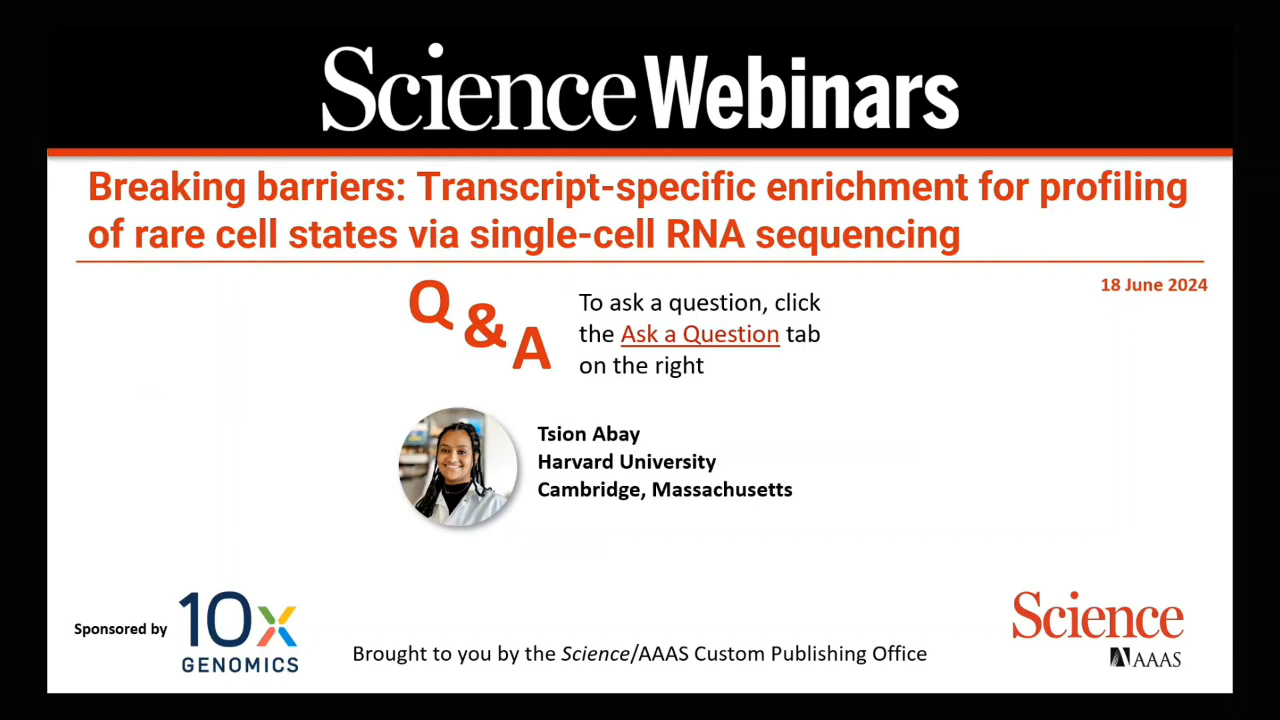 Science Webinars
Breaking barriers: Transcript-specific enrichment for profiling
of rare cell states via single-cell RNA sequencing
18 June 2024
Q & A
To ask a question, click
the Ask a Question tab
on the right
Tsion Abay
Harvard University
Cambridge, Massachusetts
Sponsored by
10x
GENOMICS
Brought to you by the Science/AAAS Custom Publishing Office
Science
AAAS